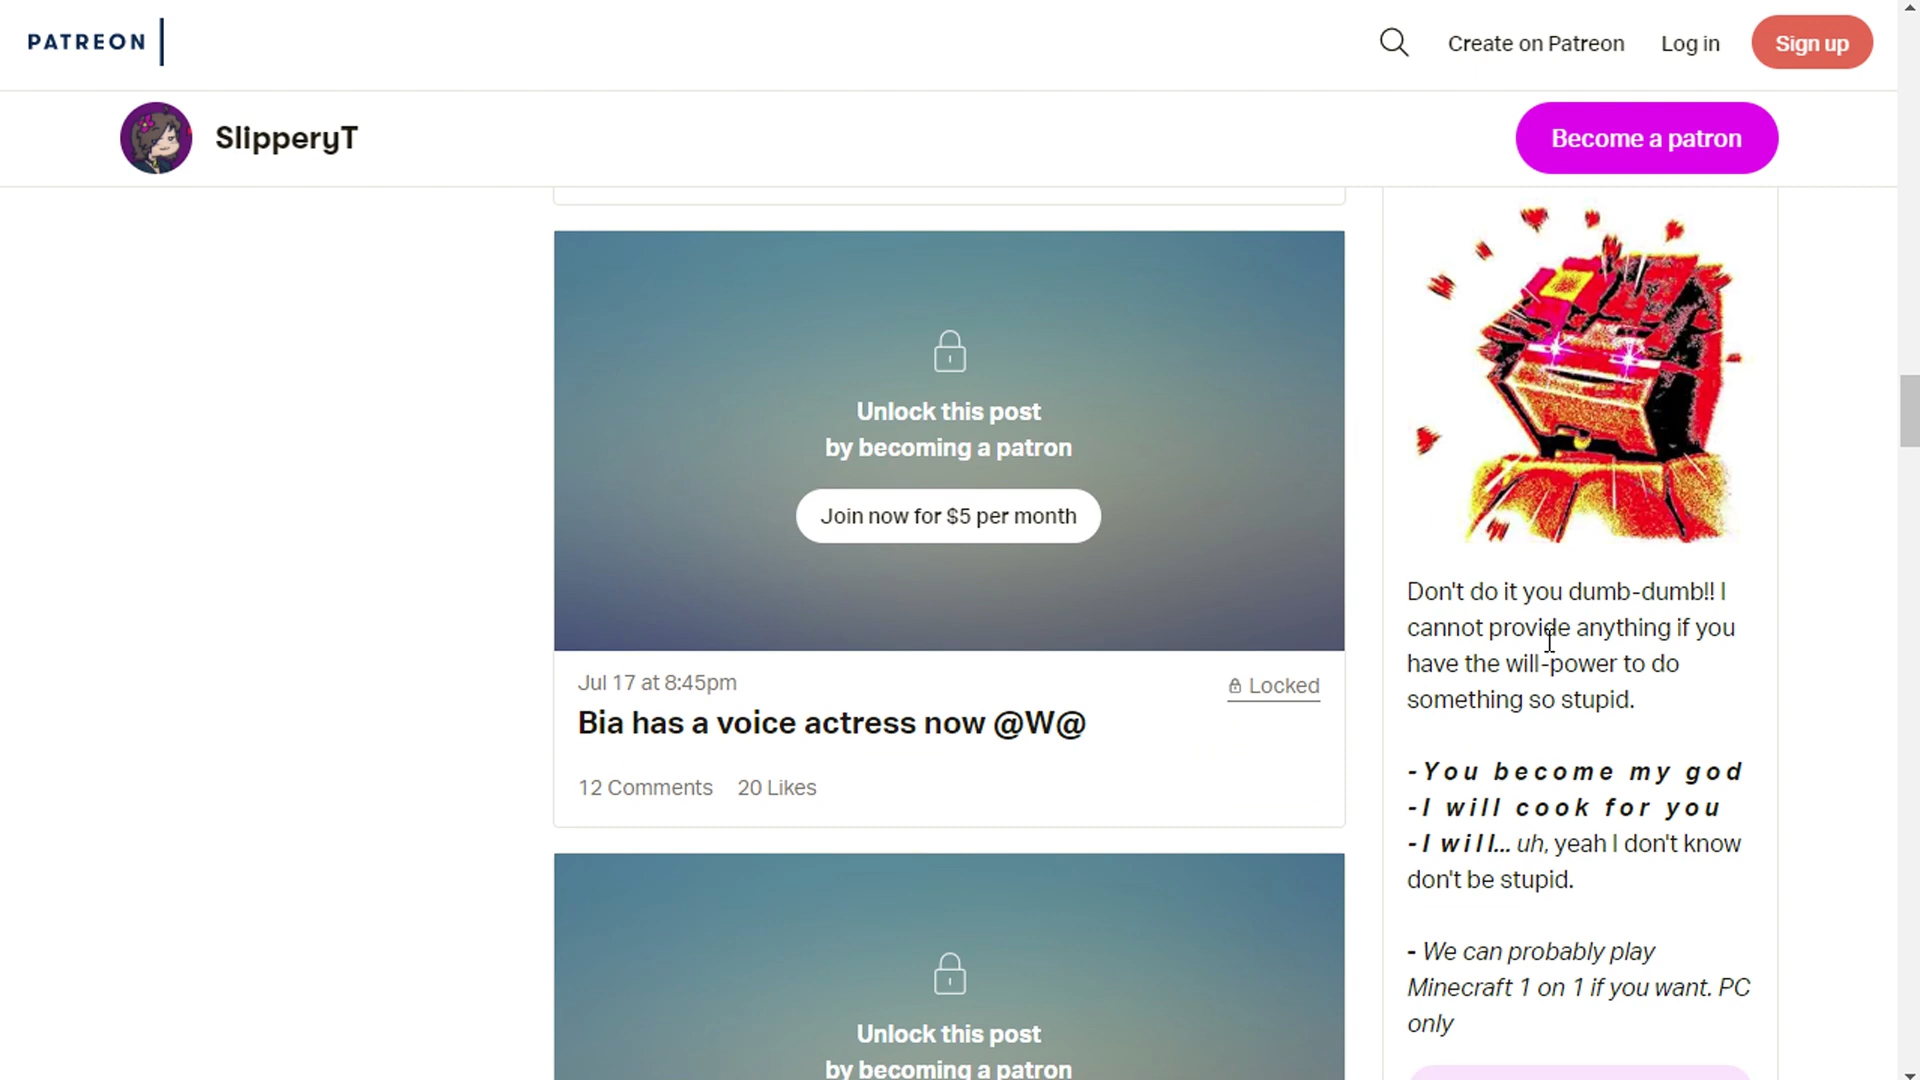 PATREON
Create on Patreon
Log in
Sign up
SlipperyT
Become a patron
Unlock this post
by becoming a patron
Join now for $5 per month
Jul 17 at 8:45pm
Locked
Bia has a voice actress now @W@
12 Comments
20 Likes
Unlock this post
by becoming a patron
Don't do it you dumb-dumb!! I
cannot provide anything if you
have the will-power to do
something so stupid.
-You become my god
-I will cook for you
-I will... uh, yeah I don't know
don't be stupid.
- We can probably play
Minecraft 1 on 1 if you want. PC
only